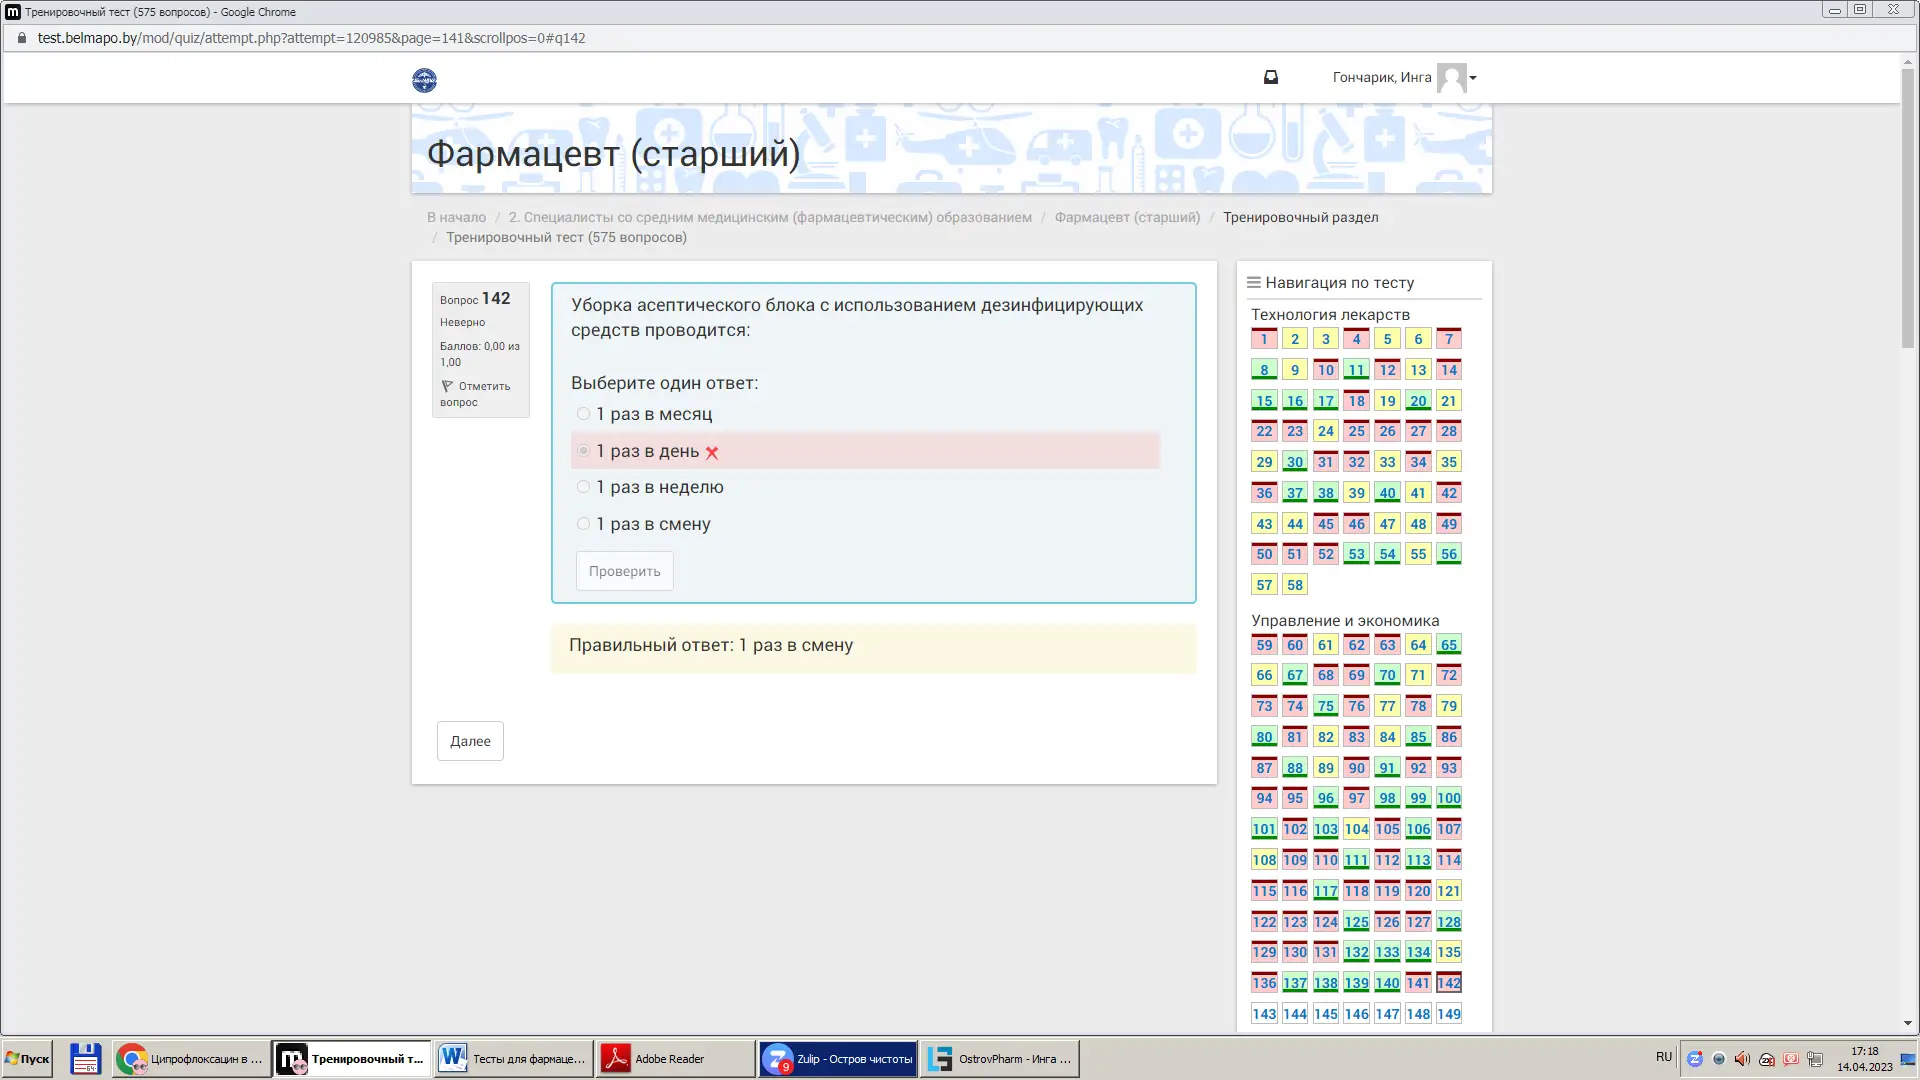 Тренировочный тест (575 вопросов) - Google Chrome
test.belmapo.by/mod/quiz/attempt.php?attempt=120985&page=141&scrollpos=0#q142
Гончарик, Инга
Фармацевт (старший)
В начало / 2. Специалисты со средним медицинским (фармацевтическим) образованием / Фармацевт (старший) / Тренировочный раздел
/ Тренировочный тест (575 вопросов)
Вопрос 142
Неверно
Баллов: 0,00 из
1,00
Отметить
вопрос
Уборка асептического блока с использованием дезинфицирующих
средств проводится:
Выберите один ответ:
1 раз в месяц
1 раз в день
1 раз в неделю
1 раз в смену
Проверить
Правильный ответ: 1 раз в смену
Далее
Навигация по тесту
Технология лекарств
1 2 3 4 5 6 7
8 9 10 11 12 13 14
15 16 17 18 19 20 21
22 23 24 25 26 27 28
29 30 31 32 33 34 35
36 37 38 39 40 41 42
43 44 45 46 47 48 49
50 51 52 53 54 55 56
57 58
Управление и экономика
59 60 61 62 63 64 65
66 67 68 69 70 71 72
73 74 75 76 77 78 79
80 81 82 83 84 85 86
87 88 89 90 91 92 93
94 95 96 97 98 99 100
101 102 103 104 105 106 107
108 109 110 111 112 113 114
115 116 117 118 119 120 121
122 123 124 125 126 127 128
129 130 131 132 133 134 135
136 137 138 139 140 141 142
143 144 145 146 147 148 149
Пуск
Ципрофлоксацин в ...
Тренировочный т...
Тесты для фармаце...
Adobe Reader
9
Zulip - Остров чистоты
OstrovPharm - Инга ...
RU
17:18
14.04.2023